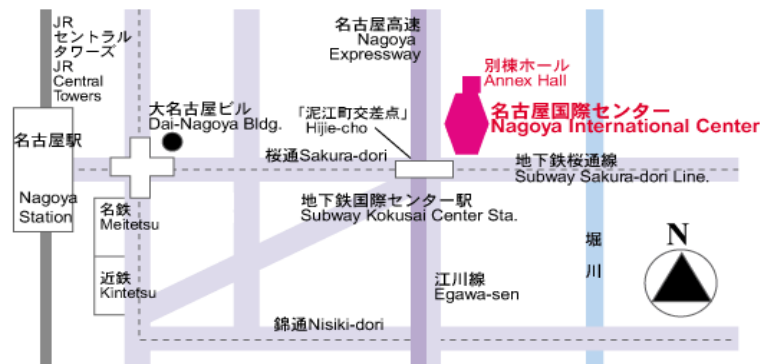 JR
セントラル
タワーズ
JR
Central
Towers
名古屋高速
Nagoya
Expressway
別棟ホール
Annex Hall
大名古屋ビル
Dai-Nagoya Bldg.
「泥江町交差点」
Hijie-cho
名古屋国際センター
Nagoya International Center
名古屋駅
Nagoya
Station
桜通Sakura-dori
地下鉄桜通線
Subway Sakura-dori Line.
名鉄
Meitetsu
地下鉄国際センター駅
Subway Kokusai Center Sta.
堀
川
N
近鉄
Kintetsu
江川線
Egawa-sen
錦通Nisiki-dori